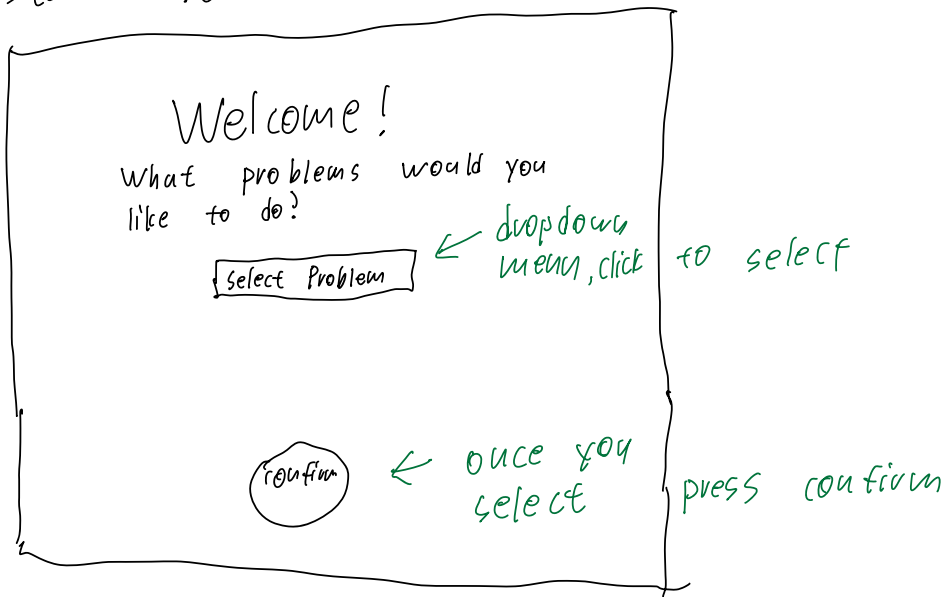 Welcome!
What problems would you
like to do?
dropdown
menu, click to select
Select Problem
once you
confirm
select press confirm